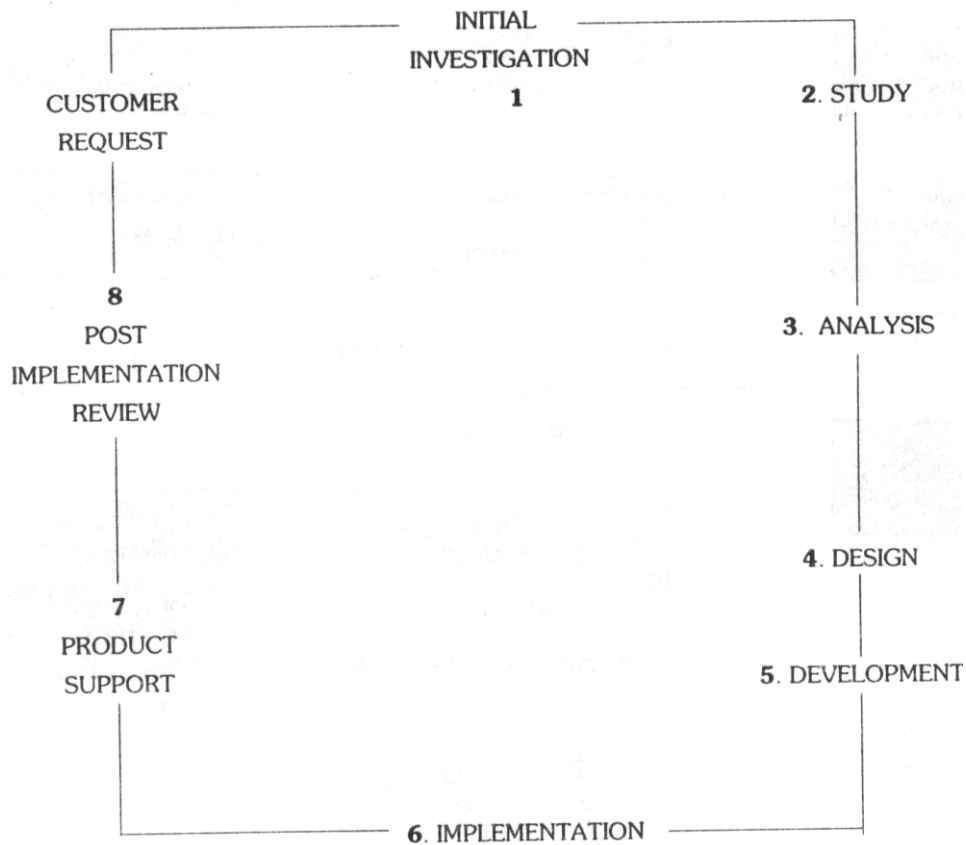 INITIAL
INVESTIGATION
1
CUSTOMER
REQUEST
2. STUDY
3. ANALYSIS
4. DESIGN
5. DEVELOPMENT
6. IMPLEMENTATION
7
PRODUCT
SUPPORT
8
POST
IMPLEMENTATION
REVIEW